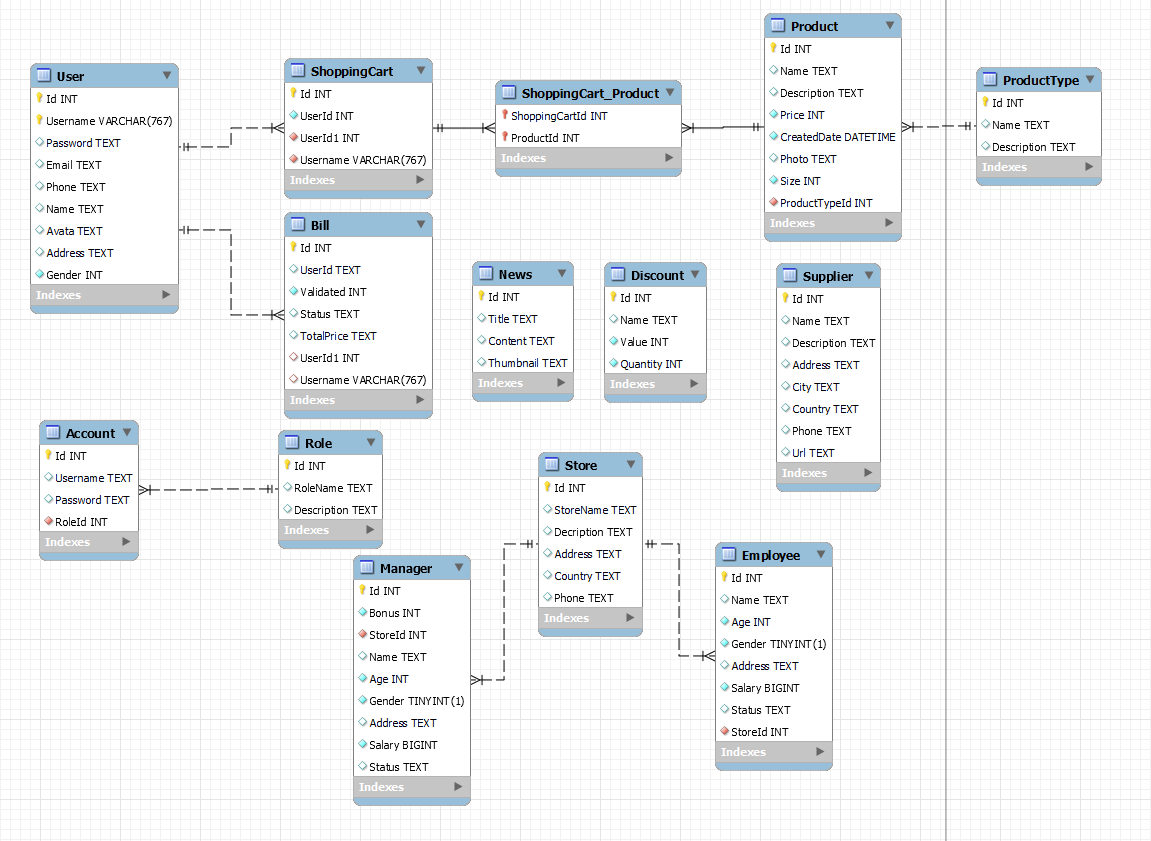 User
Id INT
Username VARCHAR(767)
Password TEXT
Email TEXT
Phone TEXT
Name TEXT
Avata TEXT
Address TEXT
Gender INT
Indexes
ShoppingCart
Id INT
UserId INT
UserId1 INT
Username VARCHAR(767)
Indexes
ShoppingCart_Product
ShoppingCartId INT
ProductId INT
Indexes
Product
Id INT
Name TEXT
Description TEXT
Price INT
CreatedDate DATETIME
Photo TEXT
Size INT
ProductTypeId INT
Indexes
ProductType
Id INT
Name TEXT
Description TEXT
Indexes
Bill
Id INT
UserId TEXT
Validated INT
Status TEXT
TotalPrice TEXT
UserId1 INT
Username VARCHAR(767)
Indexes
News
Id INT
Title TEXT
Content TEXT
Thumbnail TEXT
Indexes
Discount
Id INT
Name TEXT
Value INT
Quantity INT
Indexes
Supplier
Id INT
Name TEXT
Description TEXT
Address TEXT
City TEXT
Country TEXT
Phone TEXT
Url TEXT
Indexes
Account
Id INT
Username TEXT
Password TEXT
RoleId INT
Indexes
Role
Id INT
RoleName TEXT
Description TEXT
Indexes
Store
Id INT
StoreName TEXT
Decription TEXT
Address TEXT
Country TEXT
Phone TEXT
Indexes
Manager
Id INT
Bonus INT
StoreId INT
Name TEXT
Age INT
Gender TINYINT(1)
Address TEXT
Salary BIGINT
Status TEXT
Indexes
Employee
Id INT
Name TEXT
Age INT
Gender TINYINT(1)
Address TEXT
Salary BIGINT
Status TEXT
StoreId INT
Indexes